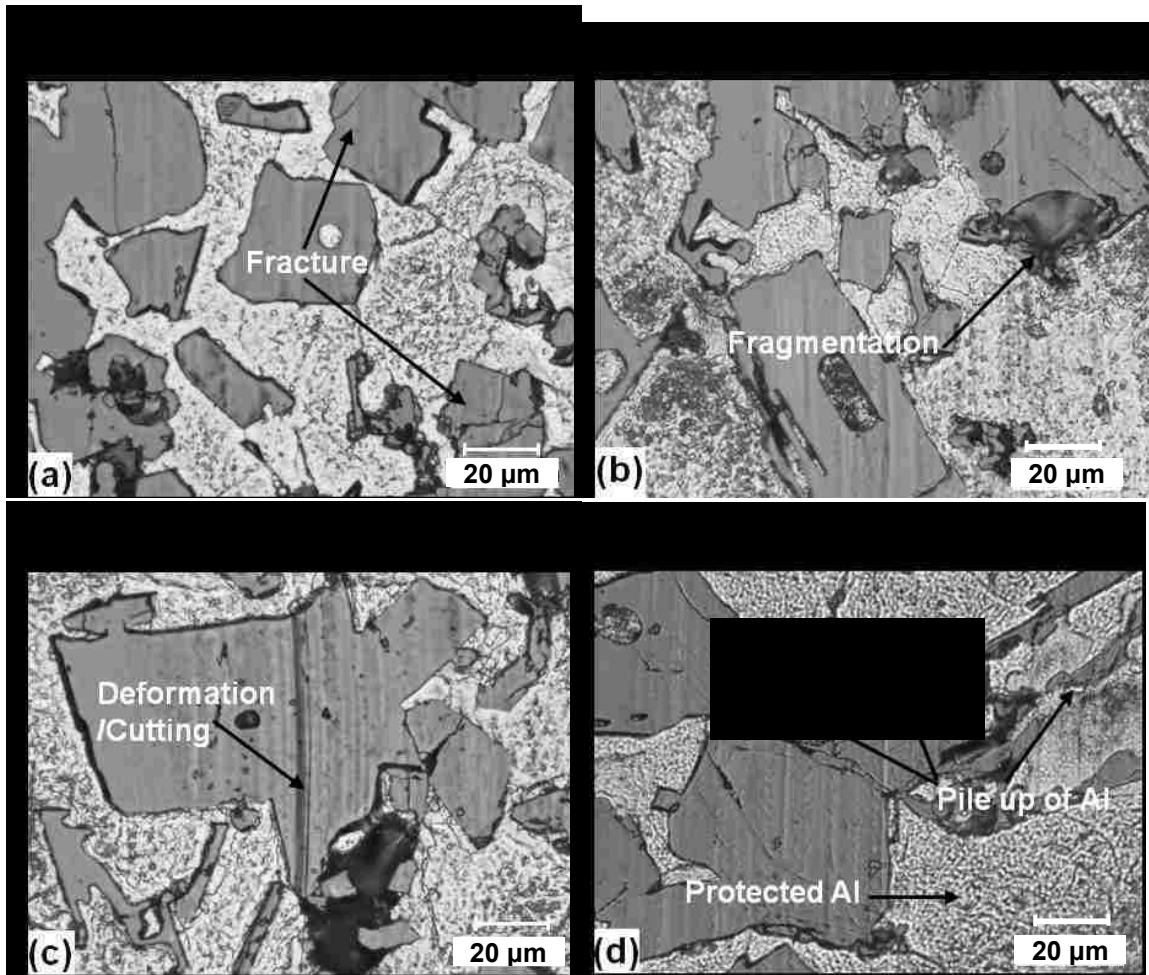 Fracture
20 µm
(a)
Fragmentation
20 µm
(b)
Deformation
/Cutting
20 µm
(c)
Pile up of Al
Protected Al
20 µm
(d)